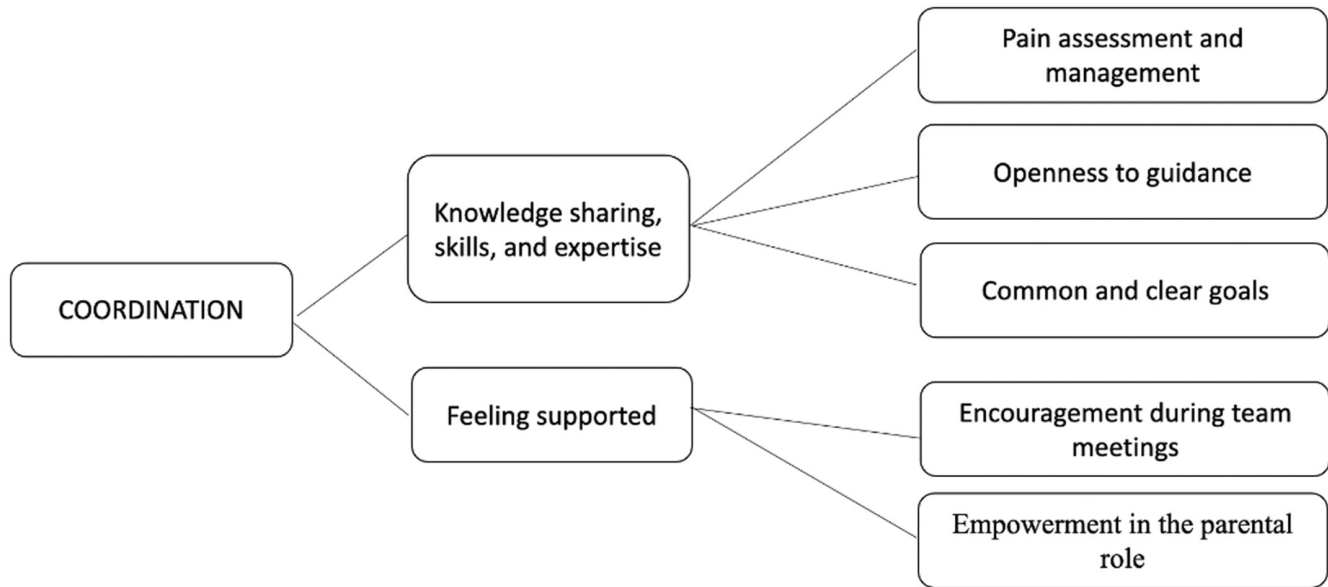 COORDINATION
Knowledge sharing,
skills, and expertise
Feeling supported
Pain assessment and
management
Openness to guidance
Common and clear goals
Encouragement during team
meetings
Empowerment in the parental
role